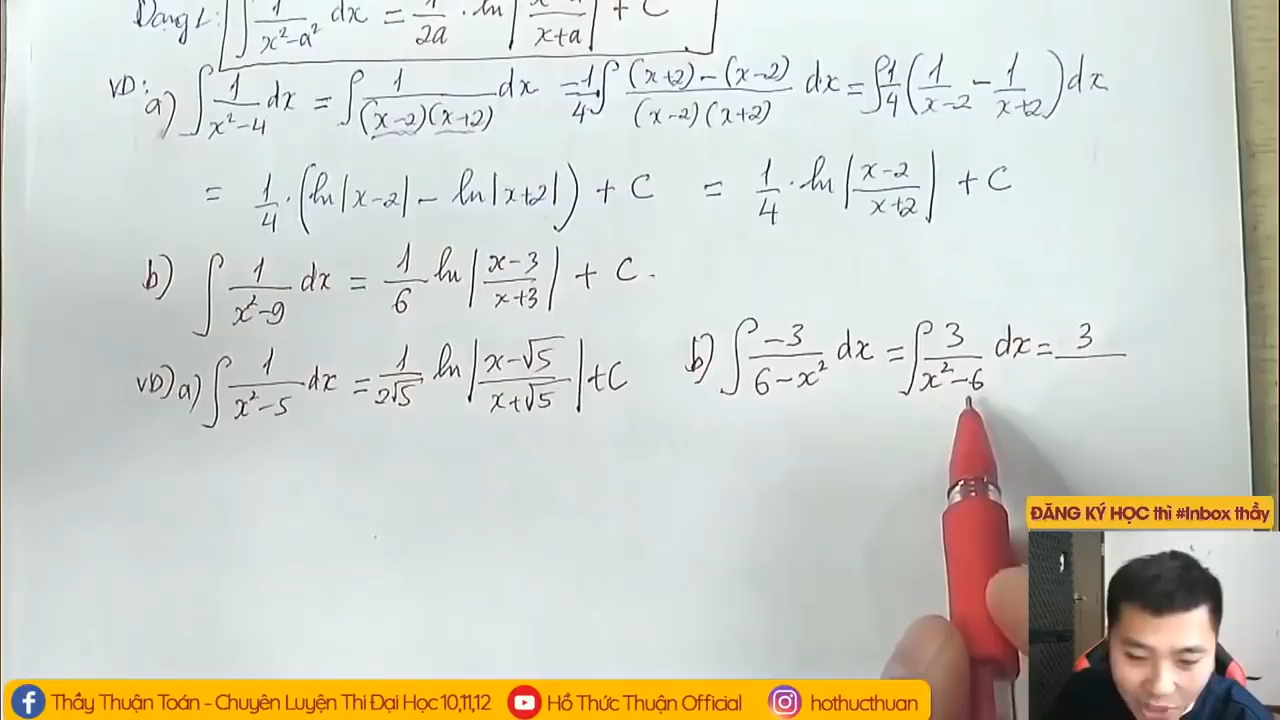 Dạng 1: ∫ 1/(x²-a²) dx = 1/2a · ln | /x+a| + C
VD: a) ∫ 1/(x²-4) dx = ∫ 1/((x-2)(x+2)) dx = 1/4 ∫ ((x+2)-(x-2))/((x-2)(x+2)) dx = ∫ 1/4 (1/(x-2) - 1/(x+2)) dx
= 1/4 · (ln|x-2| - ln|x+2|) + C = 1/4 · ln |(x-2)/(x+2)| + C
b) ∫ 1/(x²-9) dx = 1/6 ln |(x-3)/(x+3)| + C.
VD) a) ∫ 1/(x²-5) dx = 1/(2√5) ln |(x-√5)/(x+√5)| + C
b) ∫ -3/(6-x²) dx = ∫ 3/(x²-6) dx = 3
ĐĂNG KÝ HỌC thì #Inbox thầy
Thầy Thuận Toán - Chuyên Luyện Thi Đại Học 10,11,12
Hồ Thức Thuận Official
hothucthuan